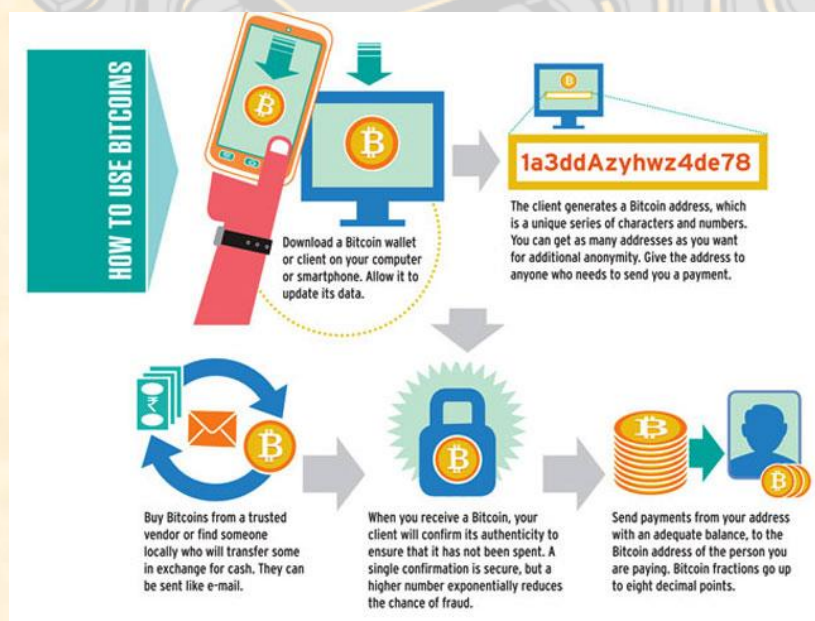 HOW TO USE BITCOINS
Download a Bitcoin wallet
or client on your computer
or smartphone. Allow it to
update its data.
1a3ddAzyhwz4de78
The client generates a Bitcoin address, which
is a unique series of characters and numbers.
You can get as many addresses as you want
for additional anonymity. Give the address to
anyone who needs to send you a payment.
Buy Bitcoins from a trusted
vendor or find someone
locally who will transfer some
in exchange for cash. They can
be sent like e-mail.
When you receive a Bitcoin, your
client will confirm its authenticity to
ensure that it has not been spent. A
single confirmation is secure, but a
higher number exponentially reduces
the chance of fraud.
Send payments from your address
with an adequate balance, to the
Bitcoin address of the person you
are paying. Bitcoin fractions go up
to eight decimal points.